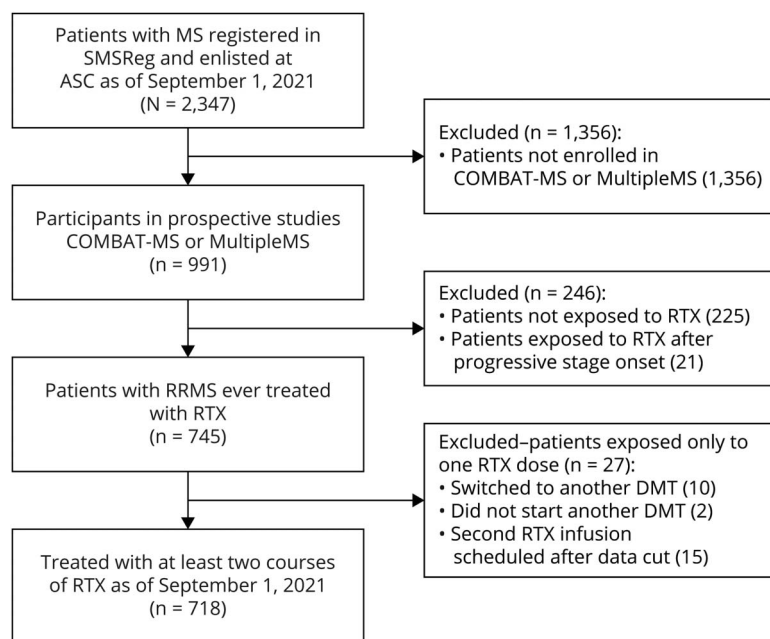 Patients with MS registered in
SMSReg and enlisted at
ASC as of September 1, 2021
(N = 2,347)
Excluded (n = 1,356):
• Patients not enrolled in
COMBAT-MS or MultipleMS (1,356)
Participants in prospective studies
COMBAT-MS or MultipleMS
(n = 991)
Excluded (n = 246):
• Patients not exposed to RTX (225)
• Patients exposed to RTX after
progressive stage onset (21)
Patients with RRMS ever treated
with RTX
(n = 745)
Excluded–patients exposed only to
one RTX dose (n = 27):
• Switched to another DMT (10)
• Did not start another DMT (2)
• Second RTX infusion
scheduled after data cut (15)
Treated with at least two courses
of RTX as of September 1, 2021
(n = 718)